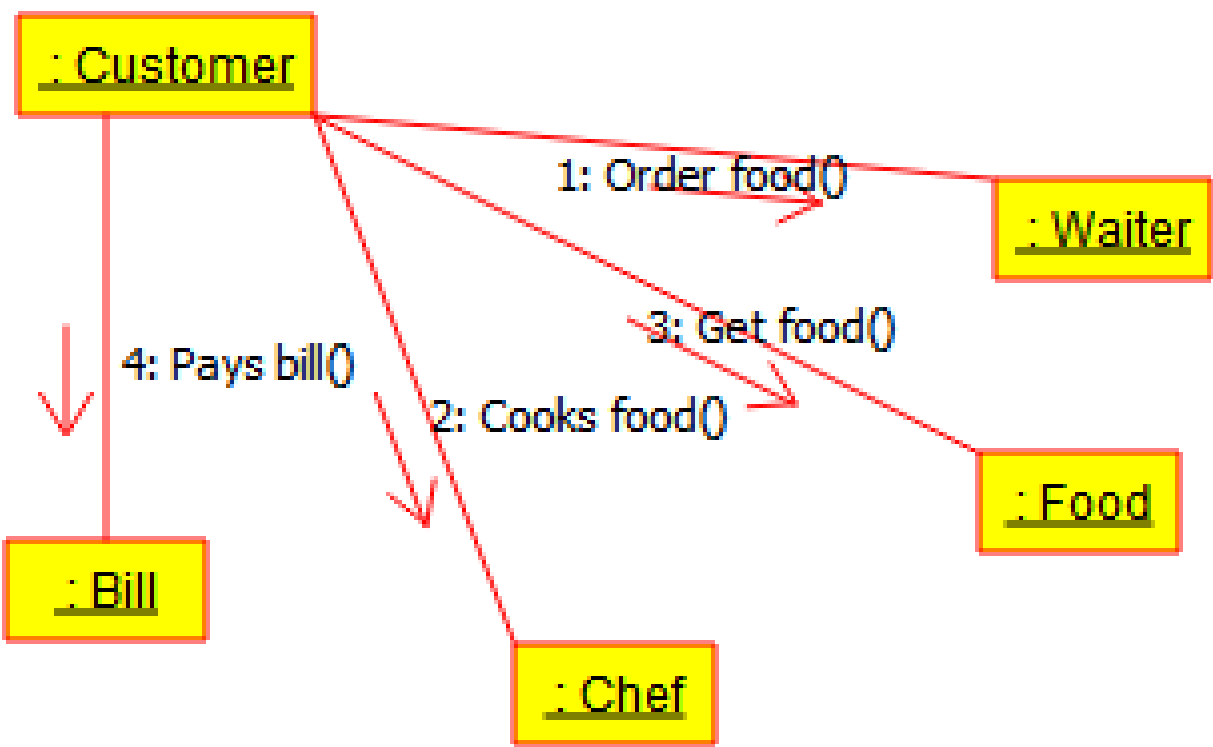 : Customer
1: Order food()
: Waiter
3: Get food()
4: Pays bill()
2: Cooks food()
: Food
: Bill
: Chef